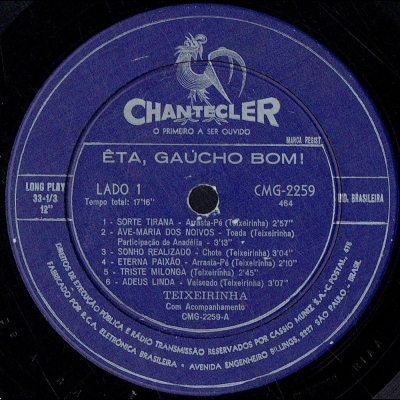 CHANTECLER
O PRIMEIRO A SER OUVIDO
MARCA REGIST
ÊTA, GAÚCHO BOM!
LONG PLAY
33-1/3
12"
LADO 1
Tempo total: 17'16"
CMG-2259
464
IND. BRASILEIRA
1 - SORTE TIRANA - Arrasta-Pé (Teixeirinha) 2'57"
2 - AVE-MARIA DOS NOIVOS - Toada (Teixeirinha)
Participação de Anadélia - 3'13"
3 - SONHO REALIZADO - Chote (Teixeirinha) 3'04"
4 - ETERNA PAIXÃO - Arrasta-Pé (Teixeirinha) 2'10"
5 - TRISTE MILONGA (Teixeirinha)
6 - ADEUS LINDA - Valseado (Teixeirinha) 3'07"
TEIXEIRINHA
Com Acompanhamento
CMG-2259-A
DIREITOS DE EXECUÇÃO PÚBLICA E RÁDIO TRANSMISSÃO RESERVADOS POR CASSIO MUNIZ S/A - C. POSTAL, 478
FABRICADO POR R.C.A. ELETRÔNICA BRASILEIRA - AVENIDA ENGENHEIRO BILLINGS, 2227 SÃO PAULO - BRASIL